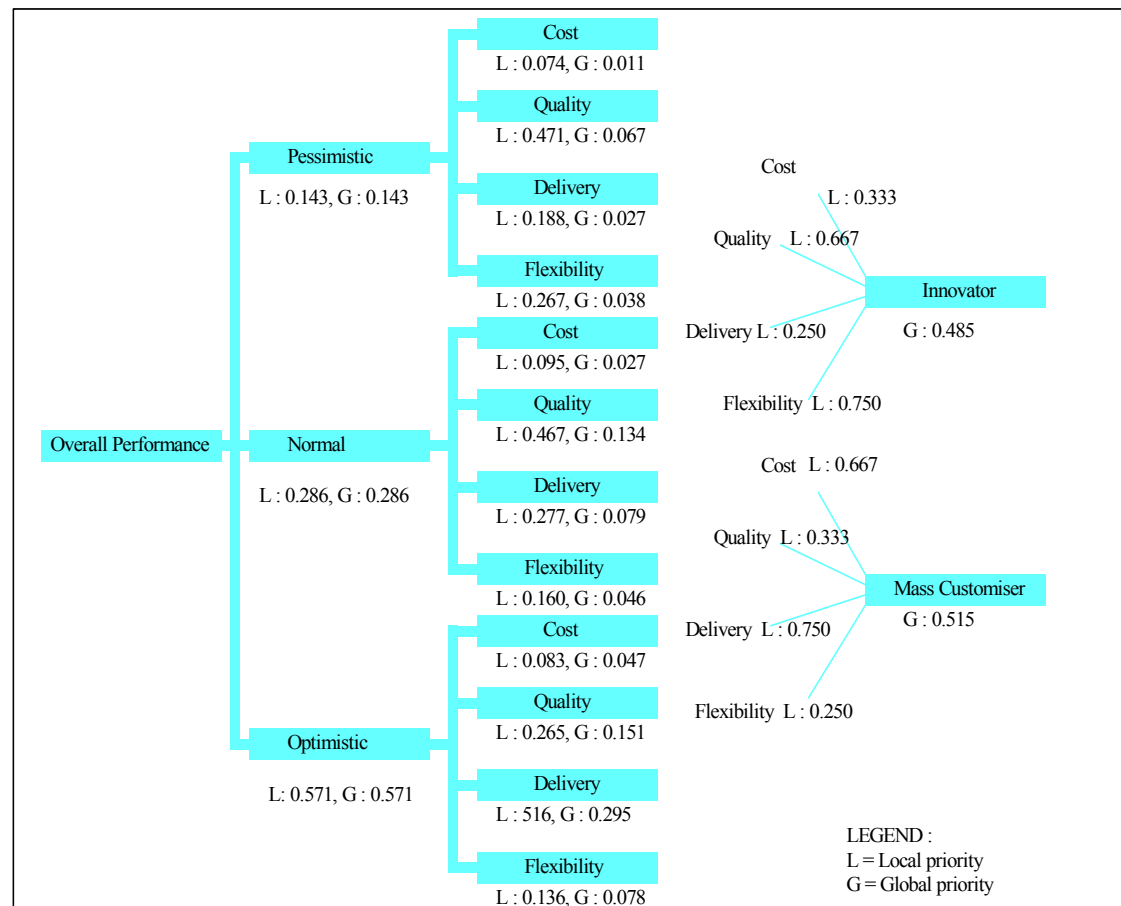 Cost
L : 0.074, G : 0.011
Quality
L : 0.471, G : 0.067
Pessimistic
L : 0.143, G : 0.143
Delivery
L : 0.188, G : 0.027
Flexibility
L : 0.267, G : 0.038
Cost
L : 0.095, G : 0.027
Quality
L : 0.467, G : 0.134
Overall Performance
Normal
L : 0.286, G : 0.286
Delivery
L : 0.277, G : 0.079
Flexibility
L : 0.160, G : 0.046
Cost
L : 0.083, G : 0.047
Quality
L : 0.265, G : 0.151
Optimistic
L: 0.571, G : 0.571
Delivery
L : 516, G : 0.295
Flexibility
L : 0.136, G : 0.078
Cost
L : 0.333
Quality L : 0.667
Innovator
G : 0.485
Delivery L : 0.250
Flexibility L : 0.750
Cost L : 0.667
Quality L : 0.333
Mass Customiser
G : 0.515
Delivery L : 0.750
Flexibility L : 0.250
LEGEND :
L = Local priority
G = Global priority